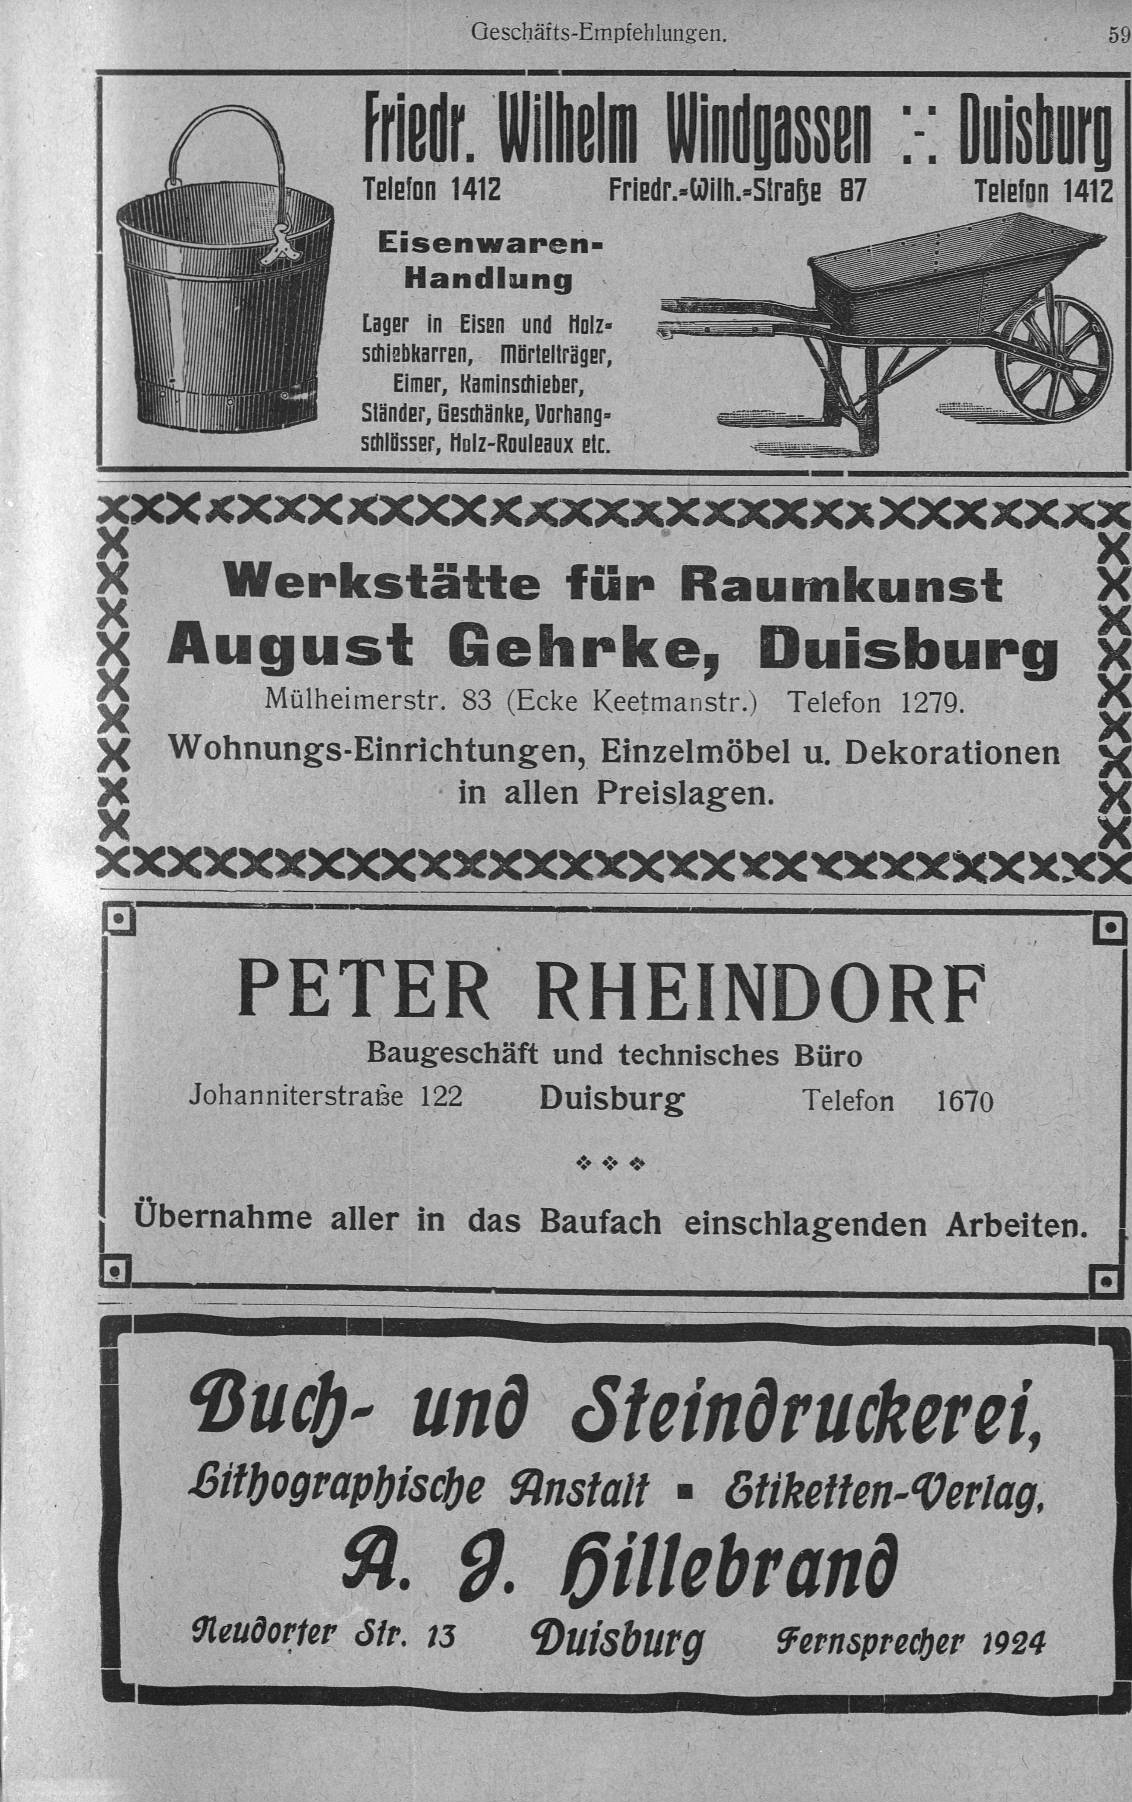 Geschäfts-Empfehlungen.
59
Friedr. Wilhelm Windgassen Duisburg
Telefon 1412 Friedr.=Wilh.=Straße 87 Telefon 1412
Eisenwaren-
Handlung
Lager in Eisen und Holz=
schiebkarren, Mörtelträger,
Eimer, Kaminschieber,
Ständer, Geschänke, Vorhang=
schlösser, Holz-Rouleaux etc.
Werkstätte für Raumkunst
August Gehrke, Duisburg
Mülheimerstr. 83 (Ecke Keetmanstr.) Telefon 1279.
Wohnungs-Einrichtungen, Einzelmöbel u. Dekorationen
in allen Preislagen.
PETER RHEINDORF
Baugeschäft und technisches Büro
Johanniterstraße 122 Duisburg Telefon 1670
Übernahme aller in das Baufach einschlagenden Arbeiten.
Buch- und Steindruckerei,
Lithographische Anstalt ▪ Etiketten-Verlag,
A. J. Hillebrand
Neudorfer Str. 13 Duisburg Fernsprecher 1924